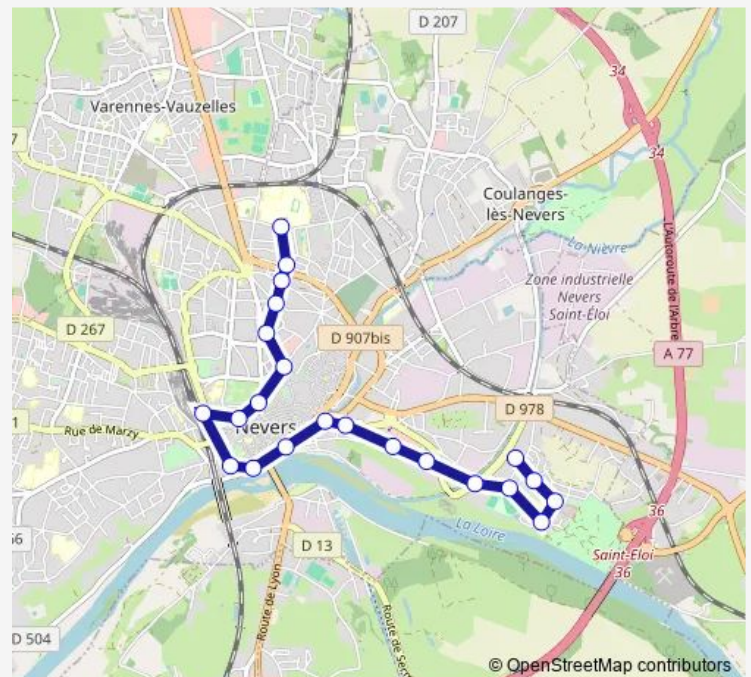 D 207
34
Varennes-Vauzelles
34
7
Coulanges-
lès-Nevers
La Nièvre
L'Autoroute de l'Arbre
Zone industrielle
Nevers
Saint-Éloi
D 267
D 907bis
A 77
D 978
1
Rue de Marzy
Nevers
36
La Loire
D 13
Saint-Éloi
36
Route de Lyon
D 504
© OpenStreetMap contributors